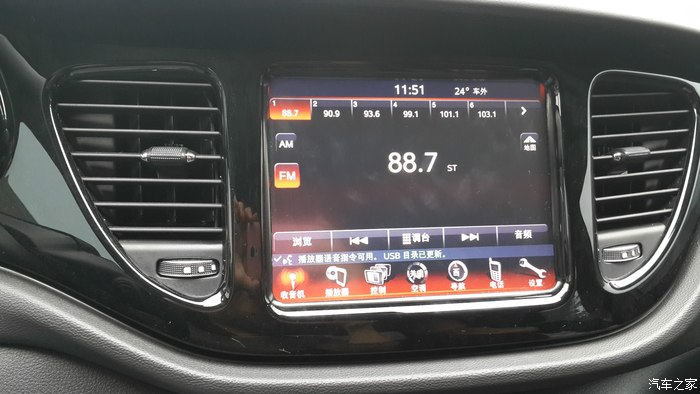 11:51 24° 车外
1 2 3 4 5 6
88.7 90.9 93.6 99.1 101.1 103.1
AM
地图
FM
88.7 ST
浏览 调台 音频
播放器语音指令可用。 USB 目录已更新。
收音机 播放器 控制 空调 导航 电话 设置
汽车之家